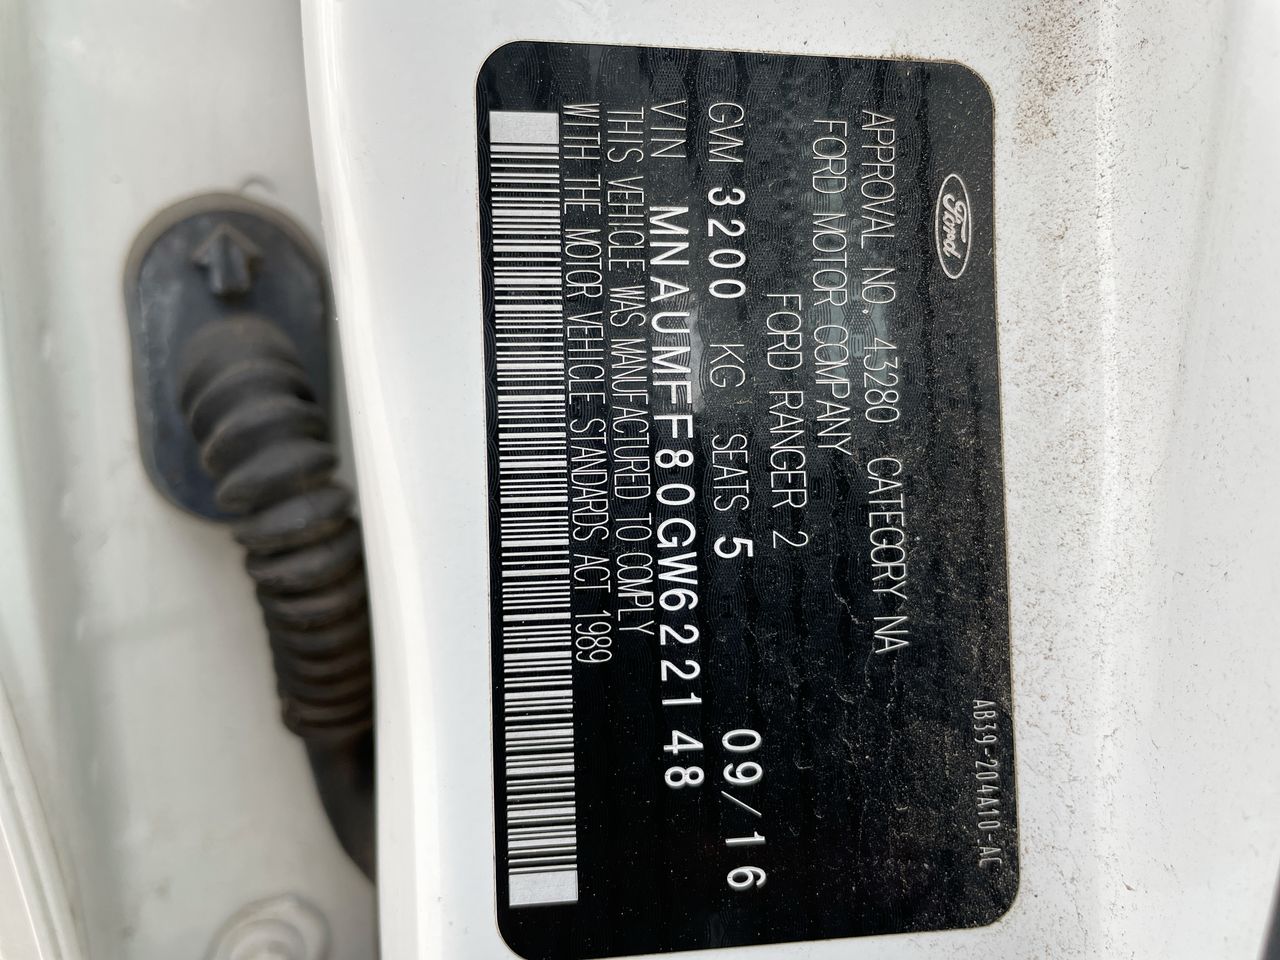 Ford
AB39-204A10-AC
APPROVAL NO. 43280 CATEGORY NA
FORD MOTOR COMPANY
FORD RANGER 2
GVM 3200 KG SEATS 5 09/16
VIN MNAUMFF80GW622148
THIS VEHICLE WAS MANUFACTURED TO COMPLY
WITH THE MOTOR VEHICLE STANDARDS ACT 1989